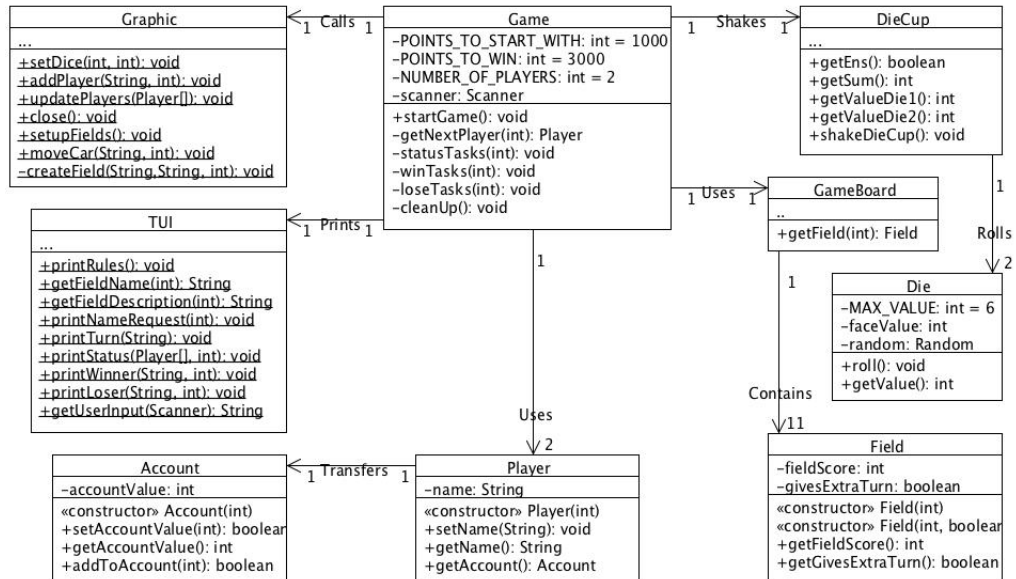 Graphic
...
+setDice(int, int): void
+addPlayer(String, int): void
+updatePlayers(Player[]): void
+close(): void
+setupFields(): void
+moveCar(String, int): void
-createField(String,String, int): void
1 Calls 1
Game
-POINTS_TO_START_WITH: int = 1000
-POINTS_TO_WIN: int = 3000
-NUMBER_OF_PLAYERS: int = 2
-scanner: Scanner
+startGame(): void
-getNextPlayer(int): Player
-statusTasks(int): void
-winTasks(int): void
-loseTasks(int): void
-cleanUp(): void
1 Shakes 1
DieCup
...
+getEns(): boolean
+getSum(): int
+getValueDie1(): int
+getValueDie2(): int
+shakeDieCup(): void
1 Uses 1
GameBoard
..
+getField(int): Field
1
Rolls
2
TUI
...
+printRules(): void
+getFieldName(int): String
+getFieldDescription(int): String
+printNameRequest(int): void
+printTurn(String): void
+printStatus(Player[], int): void
+printWinner(String, int): void
+printLoser(String, int): void
+getUserInput(Scanner): String
1 Prints 1
1
Uses
2
1
Contains
11
Die
-MAX_VALUE: int = 6
-faceValue: int
-random: Random
+roll(): void
+getValue(): int
Account
-accountValue: int
«constructor» Account(int)
+setAccountValue(int): boolean
+getAccountValue(): int
+addToAccount(int): boolean
1 Transfers 1
Player
-name: String
«constructor» Player(int)
+setName(String): void
+getName(): String
+getAccount(): Account
Field
-fieldScore: int
-givesExtraTurn: boolean
«constructor» Field(int)
«constructor» Field(int, boolear
+getFieldScore(): int
+getGivesExtraTurn(): boolean